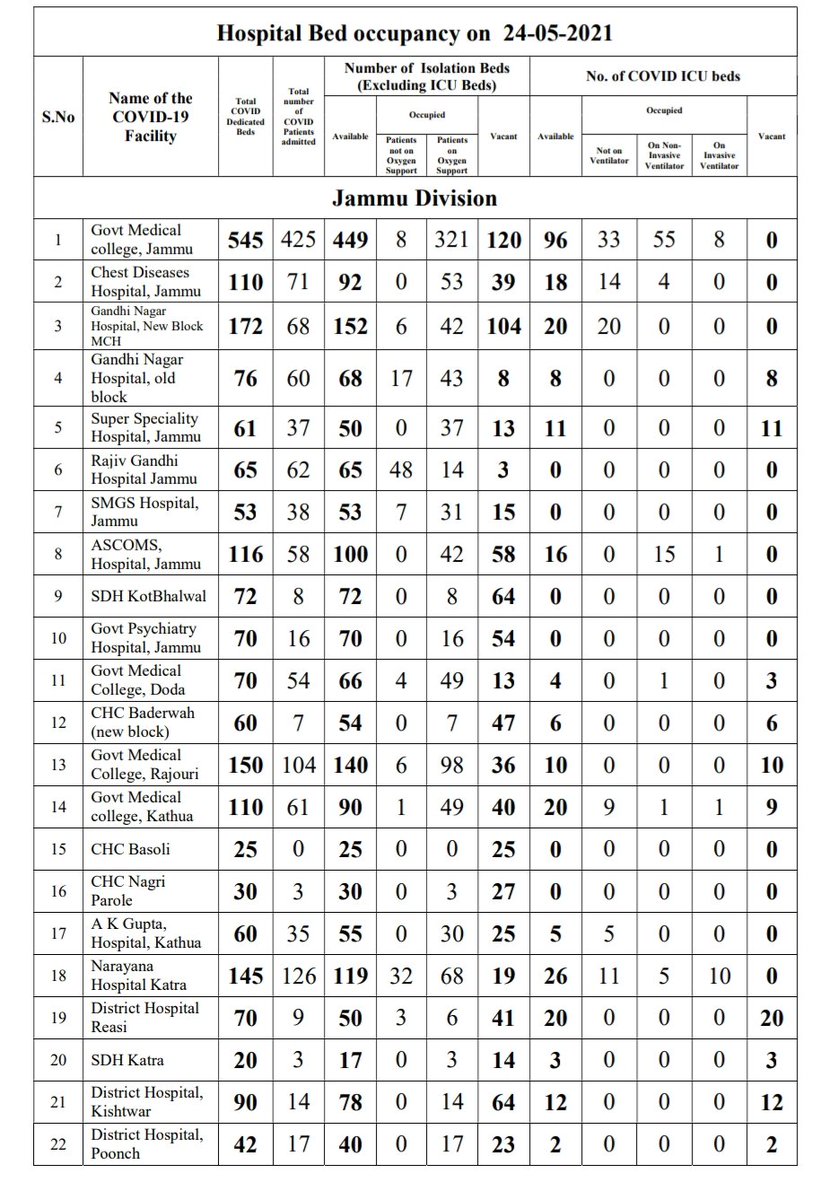 Hospital Bed occupancy on 24-05-2021
S.No
Name of the COVID-19 Facility
Total COVID Dedicated Beds
Total number of COVID Patients admitted
Number of Isolation Beds (Excluding ICU Beds)
No. of COVID ICU beds
Available
Occupied
Vacant
Available
Occupied
Vacant
Patients not on Oxygen Support
Patients on Oxygen Support
Not on Ventilator
On Non-Invasive Ventilator
On Invasive Ventilator
Jammu Division
1 Govt Medical college, Jammu 545 425 449 8 321 120 96 33 55 8 0
2 Chest Diseases Hospital, Jammu 110 71 92 0 53 39 18 14 4 0 0
3 Gandhi Nagar Hospital, New Block MCH 172 68 152 6 42 104 20 20 0 0 0
4 Gandhi Nagar Hospital, old block 76 60 68 17 43 8 8 0 0 0 8
5 Super Speciality Hospital, Jammu 61 37 50 0 37 13 11 0 0 0 11
6 Rajiv Gandhi Hospital Jammu 65 62 65 48 14 3 0 0 0 0 0
7 SMGS Hospital, Jammu 53 38 53 7 31 15 0 0 0 0 0
8 ASCOMS, Hospital, Jammu 116 58 100 0 42 58 16 0 15 1 0
9 SDH KotBhalwal 72 8 72 0 8 64 0 0 0 0 0
10 Govt Psychiatry Hospital, Jammu 70 16 70 0 16 54 0 0 0 0 0
11 Govt Medical College, Doda 70 54 66 4 49 13 4 0 1 0 3
12 CHC Baderwah (new block) 60 7 54 0 7 47 6 0 0 0 6
13 Govt Medical College, Rajouri 150 104 140 6 98 36 10 0 0 0 10
14 Govt Medical college, Kathua 110 61 90 1 49 40 20 9 1 1 9
15 CHC Basoli 25 0 25 0 0 25 0 0 0 0 0
16 CHC Nagri Parole 30 3 30 0 3 27 0 0 0 0 0
17 A K Gupta, Hospital, Kathua 60 35 55 0 30 25 5 5 0 0 0
18 Narayana Hospital Katra 145 126 119 32 68 19 26 11 5 10 0
19 District Hospital Reasi 70 9 50 3 6 41 20 0 0 0 20
20 SDH Katra 20 3 17 0 3 14 3 0 0 0 3
21 District Hospital, Kishtwar 90 14 78 0 14 64 12 0 0 0 12
22 District Hospital, Poonch 42 17 40 0 17 23 2 0 0 0 2